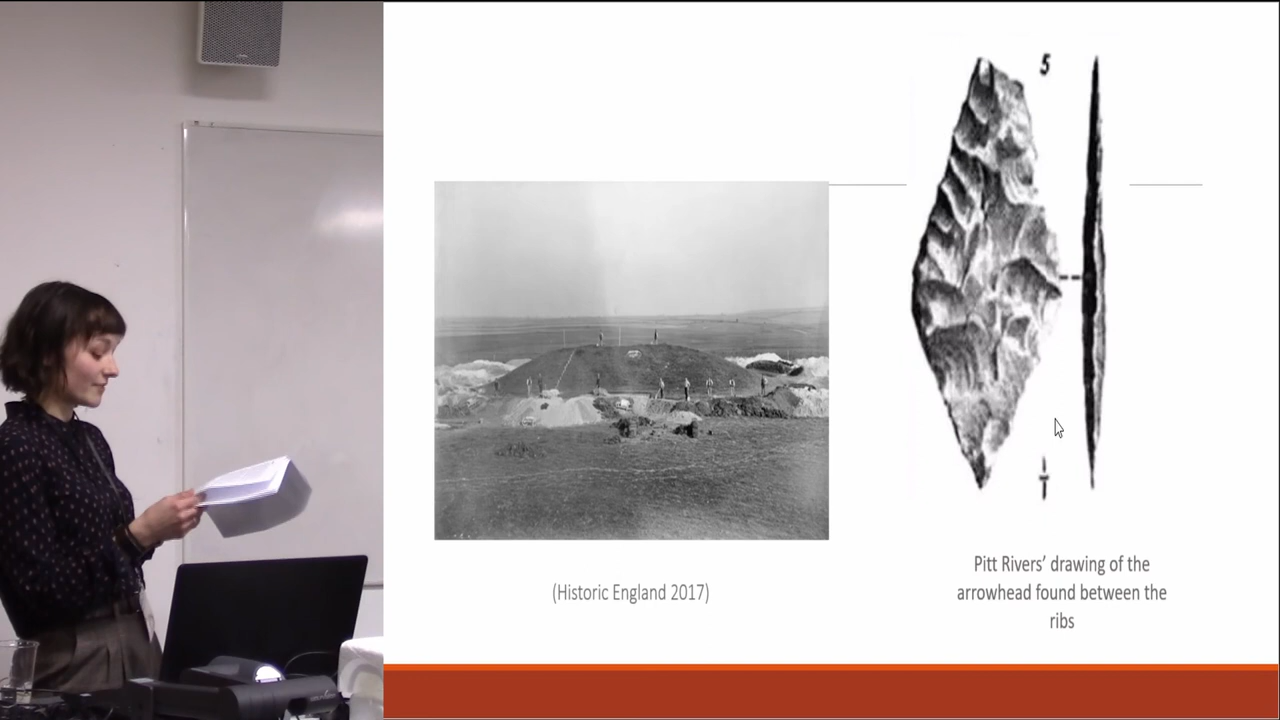 5
(Historic England 2017)
Pitt Rivers’ drawing of the
arrowhead found between the
ribs